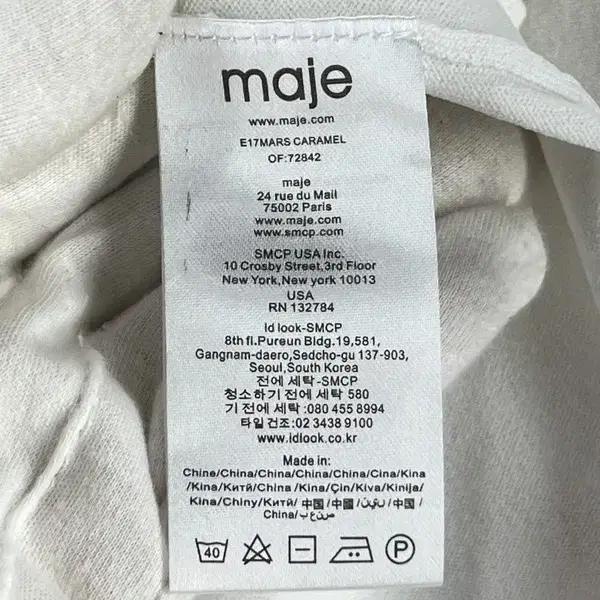 maje
www.maje.com
E17MARS CARAMEL
OF:72842
maje
24 rue du Mail
75002 Paris
www.maje.com
www.smcp.com
SMCP USA Inc.
10 Crosby Street,3rd Floor
New York,New york 10013
USA
RN 132784
Id look-SMCP
8th fl.Pureun Bldg.19,581,
Gangnam-daero,Sedcho-gu 137-903,
Seoul,South Korea
전에 세탁-SMCP
청소하기 전에 세탁 580
기 전에 세탁 :080 455 8994
타일 건조:02 3438 9100
www.idlook.co.kr
Made in:
Chine/China/China/China/China/Cina/Kina
/Kina/Китй/China /Kina/Çin/Kiva/Kinija/
Kina/Chiny/Китй/ 中国 /中國 / /中国 /
China/
40
P